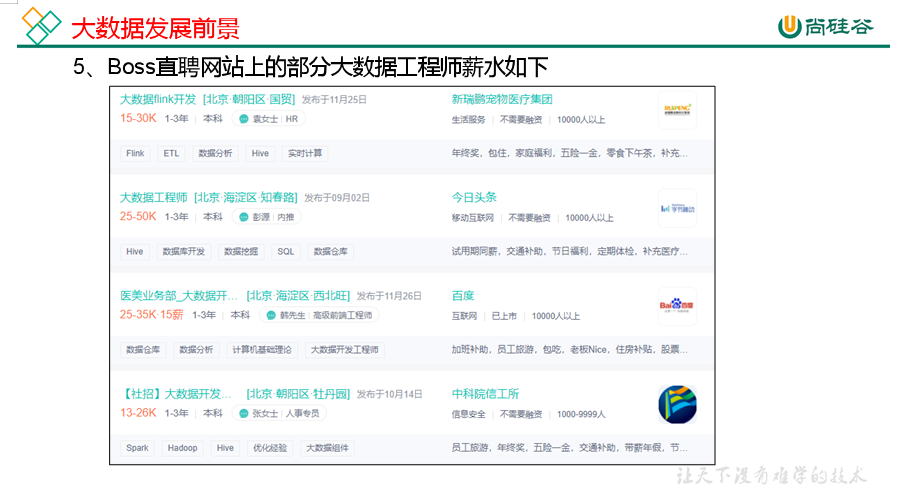 大数据发展前景
尚硅谷
5、Boss直聘网站上的部分大数据工程师薪水如下
大数据flink开发 [北京·朝阳区·国贸] 发布于11月25日
15-30K 1-3年 本科 袁女士 HR
新瑞鹏宠物医疗集团
生活服务 不需要融资 10000人以上
Flink ETL 数据分析 Hive 实时计算
年终奖，包住，家庭福利，五险一金，零食下午茶，补充...
大数据工程师 [北京·海淀区·知春路] 发布于09月02日
25-50K 1-3年 本科 彭源 内推
今日头条
移动互联网 不需要融资 10000人以上
字节跳动
Hive 数据库开发 数据挖掘 SQL 数据仓库
试用期同薪，交通补助，节日福利，定期体检，补充医疗...
医美业务部_大数据开... [北京·海淀区·西北旺] 发布于11月26日
25-35K·15薪 1-3年 本科 韩先生 高级前端工程师
百度
互联网 已上市 10000人以上
Bai百度
数据仓库 数据分析 计算机基础理论 大数据开发工程师
加班补助，员工旅游，包吃，老板Nice，住房补贴，股票...
【社招】大数据开发... [北京·朝阳区·牡丹园] 发布于10月14日
13-26K 1-3年 本科 张女士 人事专员
中科院信工所
信息安全 不需要融资 1000-9999人
Spark Hadoop Hive 优化经验 大数据组件
员工旅游，年终奖，五险一金，交通补助，带薪年假，节...
让天下没有难学的技术